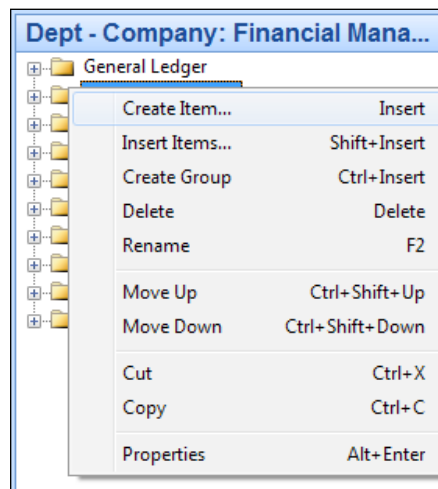 Dept - Company: Financial Mana...
General Ledger
Create Item... Insert
Insert Items... Shift+Insert
Create Group Ctrl+Insert
Delete Delete
Rename F2
Move Up Ctrl+Shift+Up
Move Down Ctrl+Shift+Down
Cut Ctrl+X
Copy Ctrl+C
Properties Alt+Enter